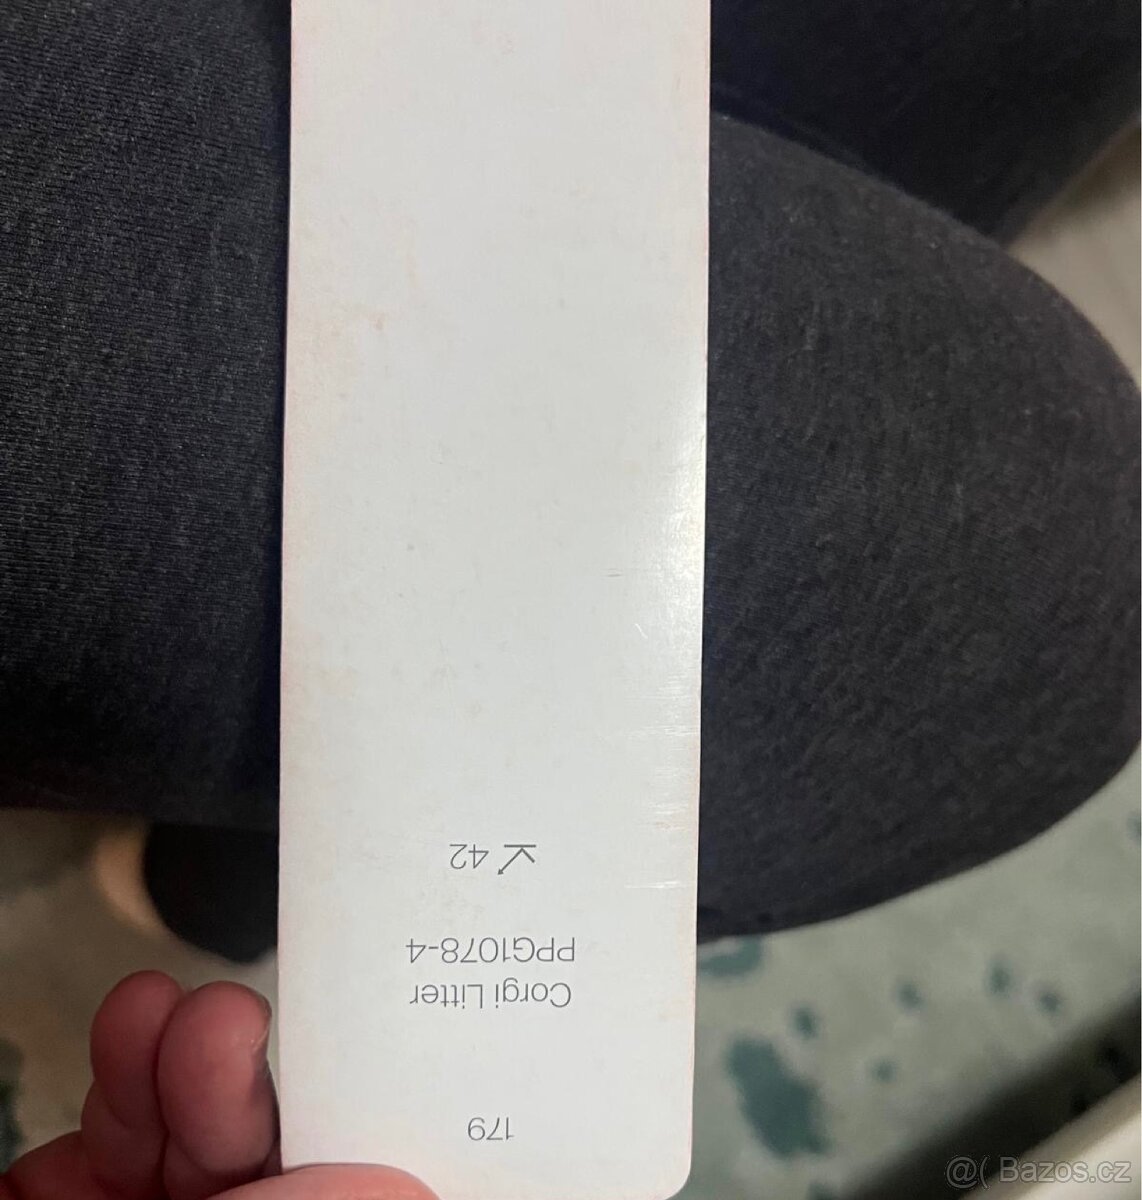 179
Corgi Litter
PPG1078-4
42
@( Bazos.cz